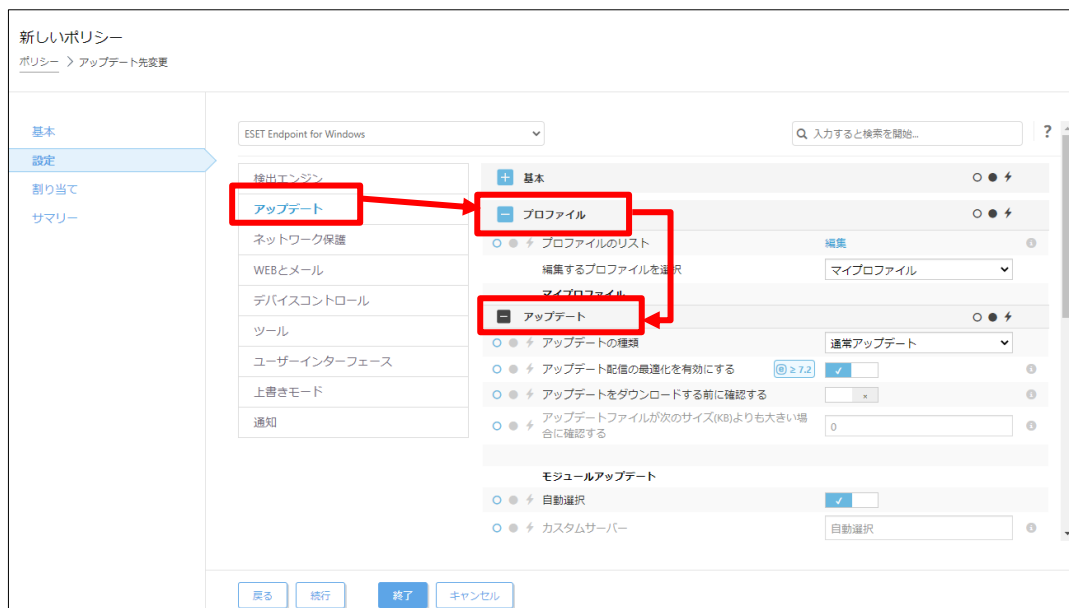 新しいポリシー
ポリシー > アップデート先変更
基本
設定
割り当て
サマリー
ESET Endpoint for Windows
入力すると検索を開始...
?
検出エンジン
アップデート
ネットワーク保護
WEBとメール
デバイスコントロール
ツール
ユーザーインターフェース
上書きモード
通知
基本
プロファイル
プロファイルのリスト
編集
編集するプロファイルを選択
マイプロファイル
マイプロファイル
アップデート
アップデートの種類
通常アップデート
アップデート配信の最適化を有効にする
≥ 7.2
アップデートをダウンロードする前に確認する
アップデートファイルが次のサイズ(KB)よりも大きい場
合に確認する
0
モジュールアップデート
自動選択
カスタムサーバー
自動選択
戻る
続行
終了
キャンセル